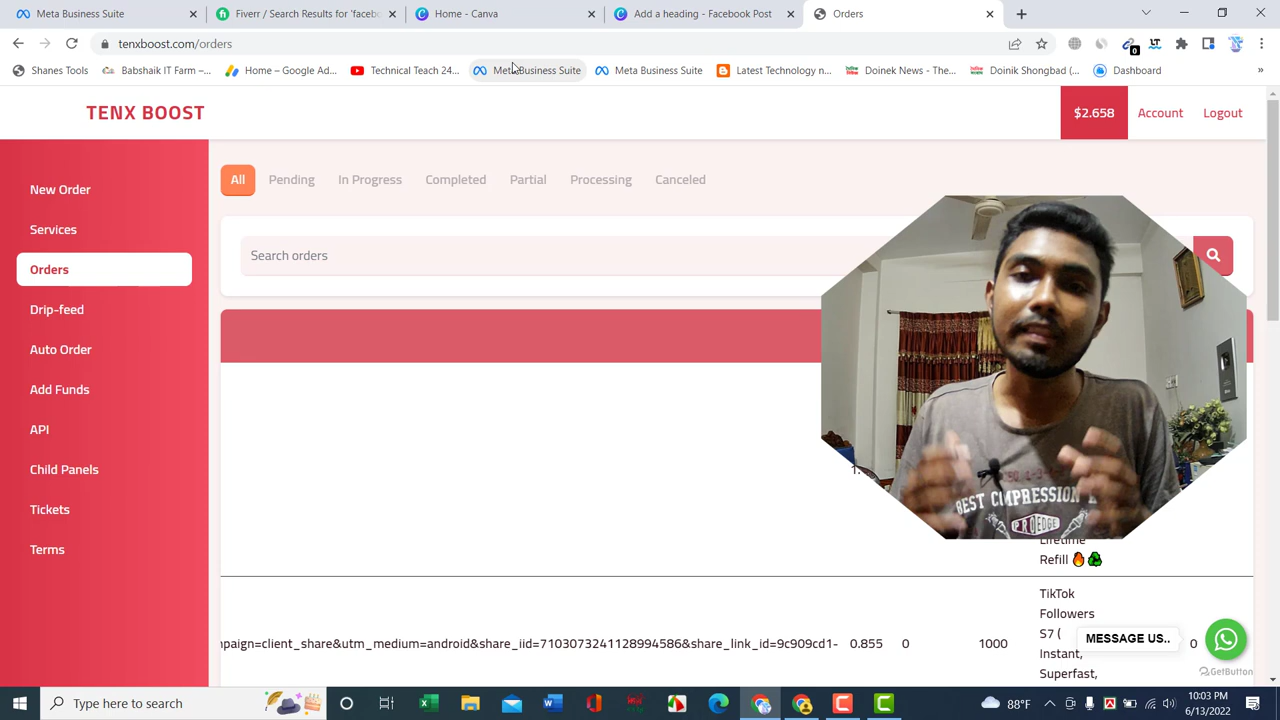 Meta Business Suite
Fiverr / Search Results for 'facebo
Home - Canva
Add a heading - Facebook Post
Orders
tenxboost.com/orders
0
LT
Shanes Tools
Babshaik IT Farm –...
Home – Google Ad...
Technical Teach 24...
Meta Business Suite
Meta Business Suite
Latest Technology n...
Doinek News - The...
Doinik Shongbad (...
Dashboard
»
TENX BOOST
$2.658
Account
Logout
New Order
Services
Orders
Drip-feed
Auto Order
Add Funds
API
Child Panels
Tickets
Terms
All
Pending
In Progress
Completed
Partial
Processing
Canceled
Search orders
1.
BEST COMPRESSION
PROEDGE
Lifetime
Refill 🔥♻
paign=client_share&utm_medium=android&share_iid=7103073241128994586&share_link_id=9c909cd1-
0.855
0
1000
TikTok
Followers
S7 (
Instant,
Superfast,
0
MESSAGE US..
GetButton
Type here to search
88°F
10:03 PM
6/13/2022